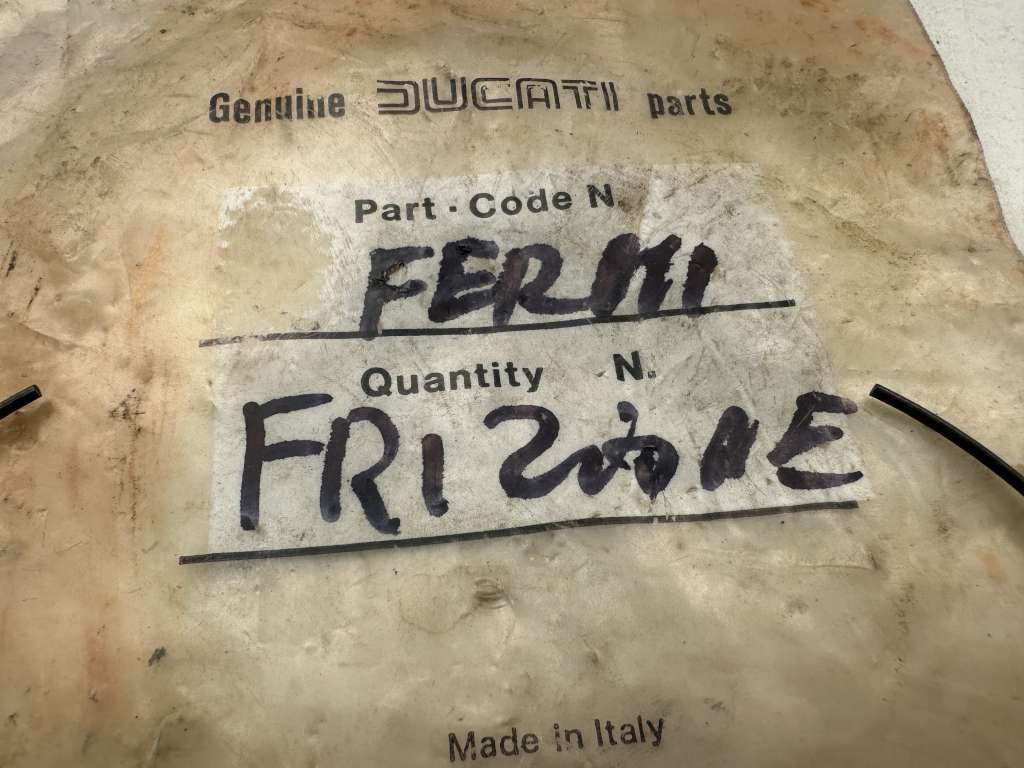 Genuine DUCATI parts
Part · Code N.
FERMI
Quantity N.
FRIZIONE
Made in Italy